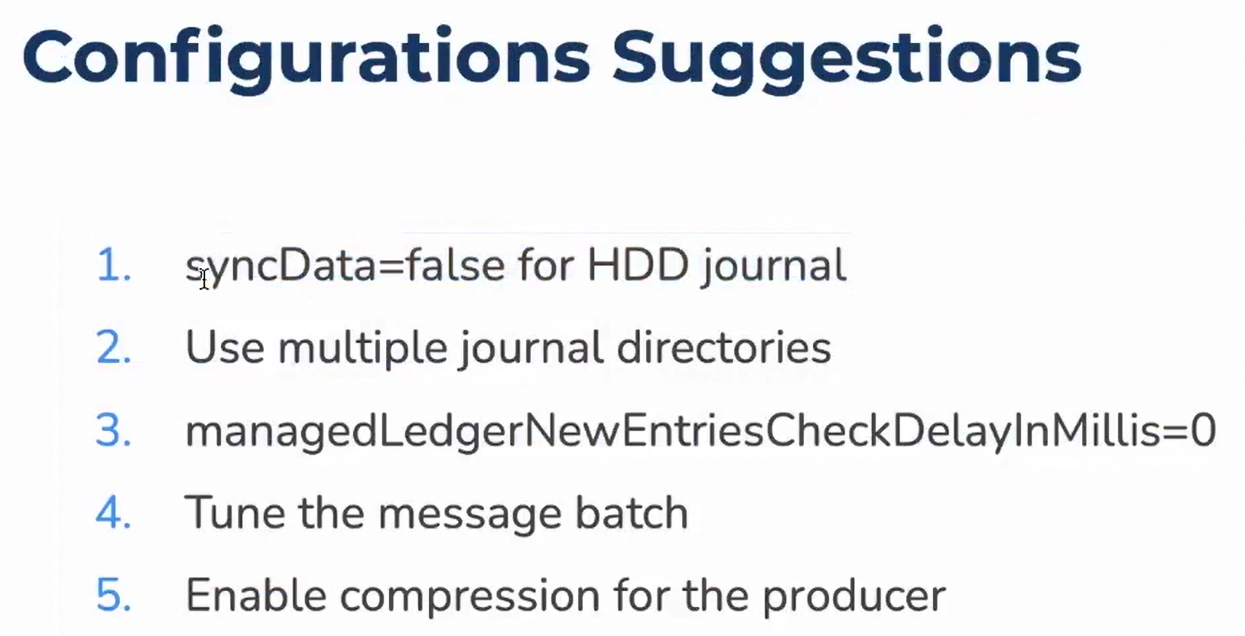 Configurations Suggestions
1. syncData=false for HDD journal
2. Use multiple journal directories
3. managedLedgerNewEntriesCheckDelayInMillis=0
4. Tune the message batch
5. Enable compression for the producer